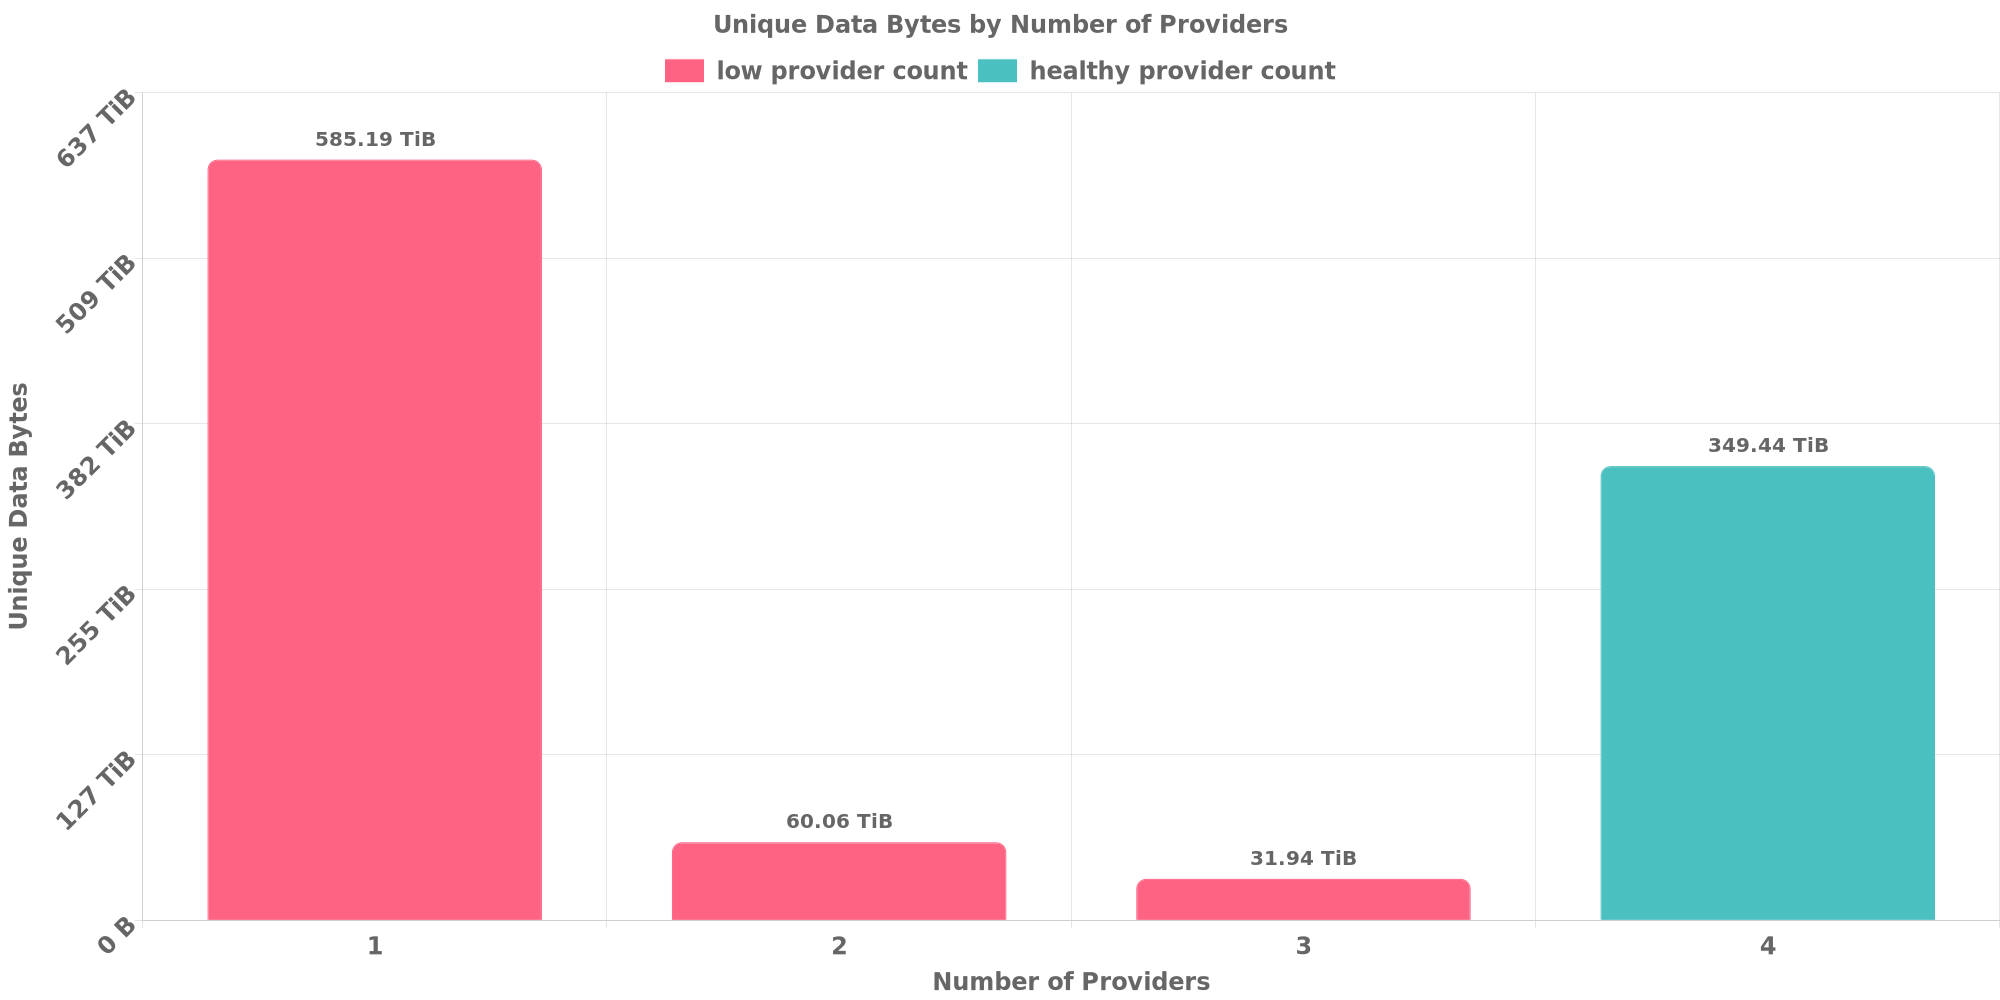 Unique Data Bytes by Number of Providers
low provider count healthy provider count
637 TiB
509 TiB
382 TiB
255 TiB
127 TiB
0 B
Unique Data Bytes
585.19 TiB
60.06 TiB
31.94 TiB
349.44 TiB
1 2 3 4
Number of Providers